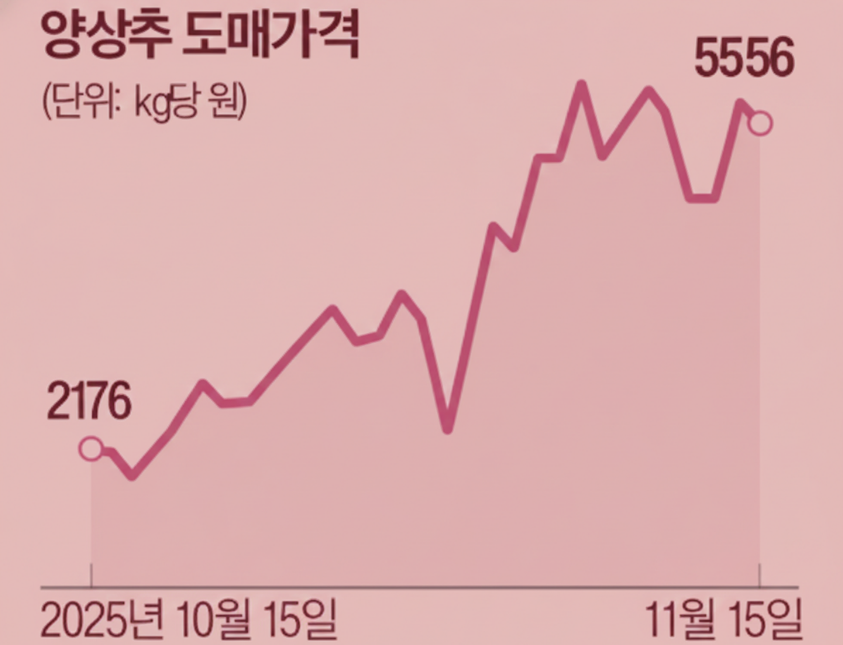 양상추 도매가격
(단위: kg당 원)
5556
2176
2025년 10월 15일
11월 15일